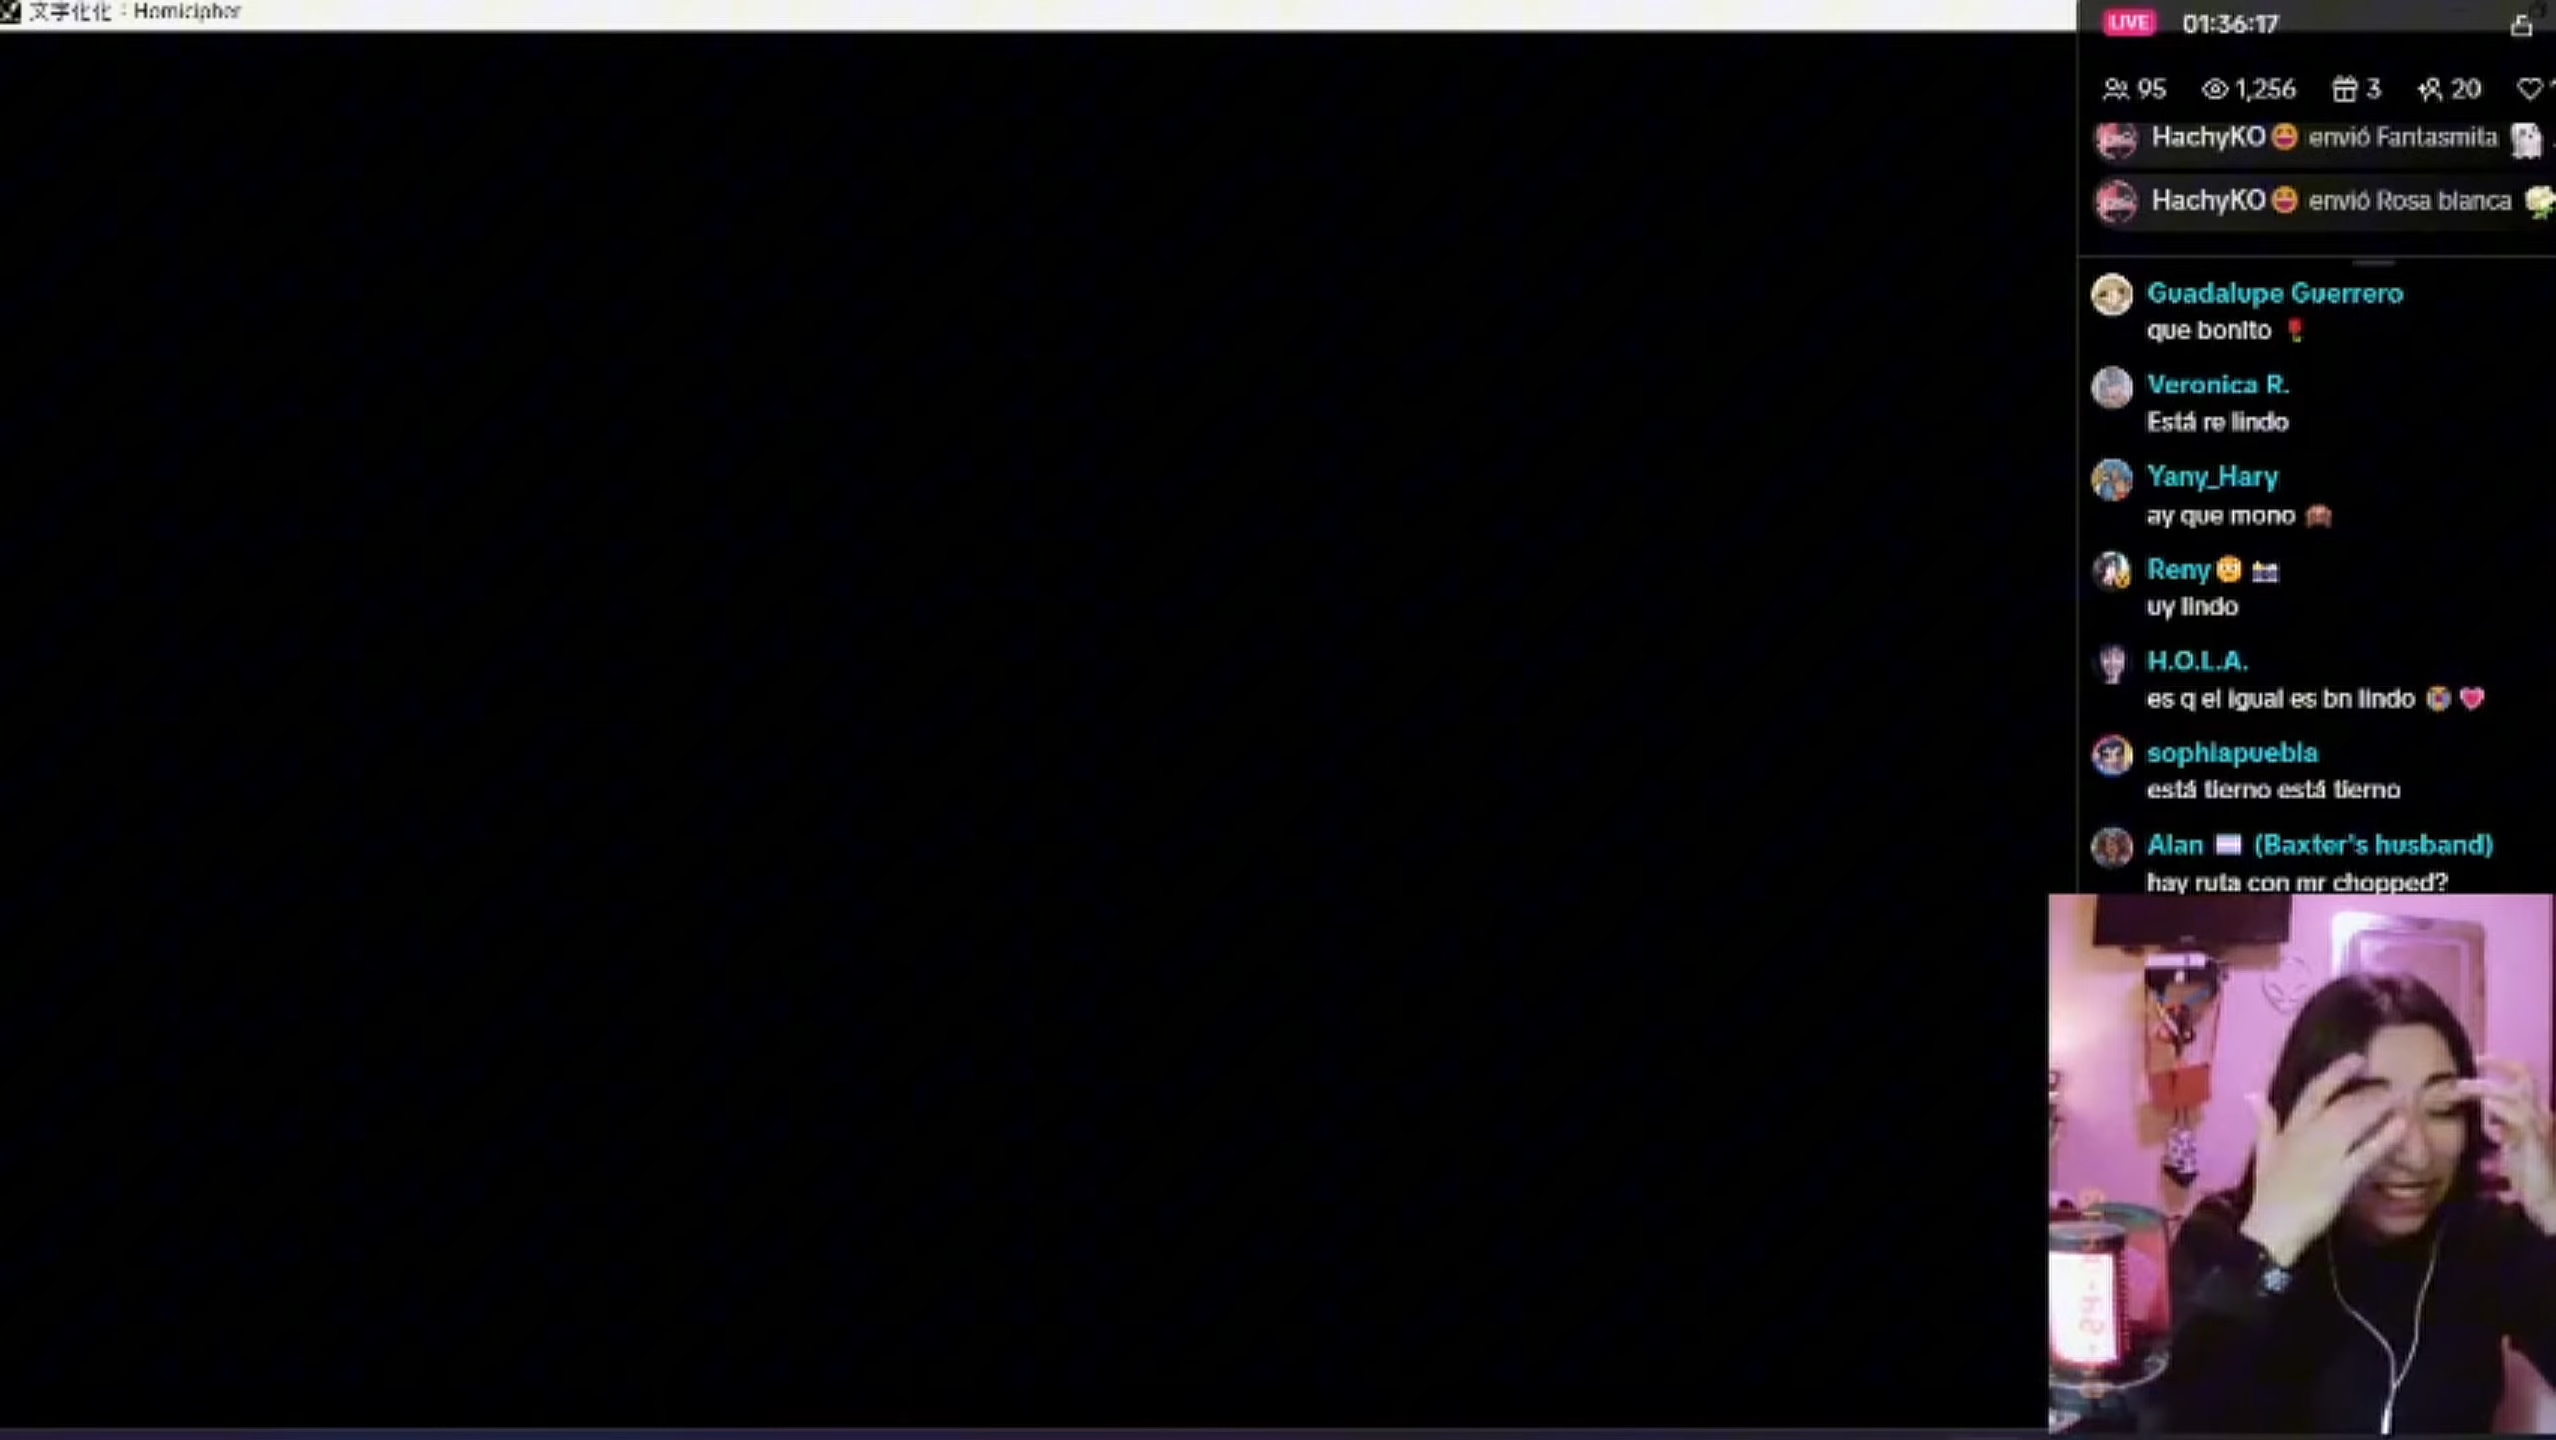 文字化化：Homicipher
LIVE 01:36:17
95 1,256 3 20
HachyKO envió Fantasmita
HachyKO envió Rosa blanca
Guadalupe Guerrero
que bonito
Veronica R.
Está re lindo
Yany_Hary
ay que mono
Reny
uy lindo
H.O.L.A.
es q el igual es bn lindo
sophiapuebla
está tierno está tierno
Alan (Baxter's husband)
hay ruta con mr chopped?